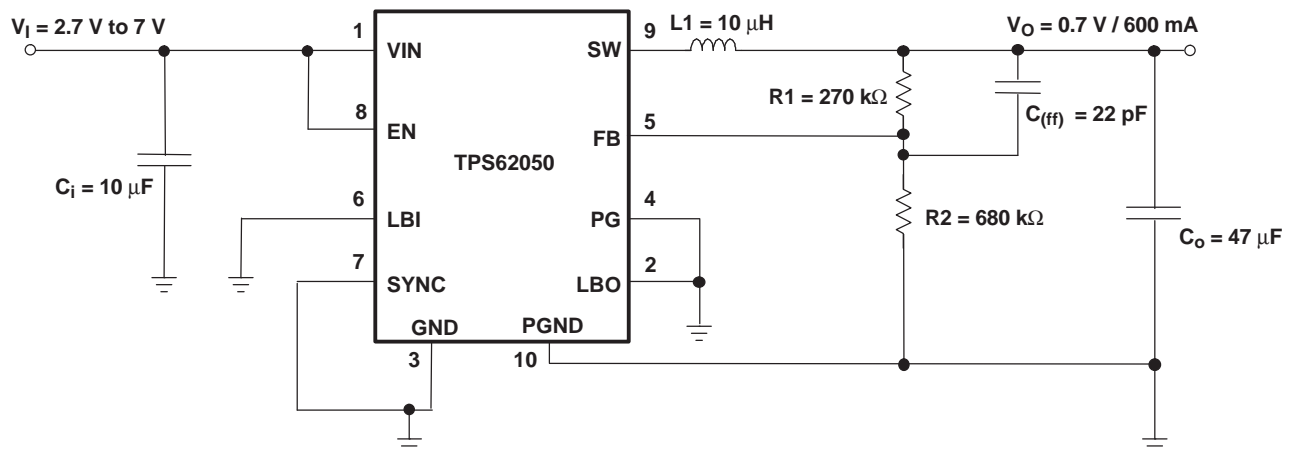 V_I = 2.7 V to 7 V
1
VIN
SW
9
L1 = 10 μH
V_O = 0.7 V / 600 mA
R1 = 270 kΩ
C_(ff) = 22 pF
8
EN
FB
5
TPS62050
C_i = 10 μF
6
LBI
PG
4
R2 = 680 kΩ
C_o = 47 μF
7
SYNC
LBO
2
GND
PGND
3
10